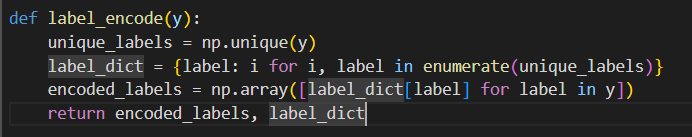 def label_encode(y):
    unique_labels = np.unique(y)
    label_dict = {label: i for i, label in enumerate(unique_labels)}
    encoded_labels = np.array([label_dict[label] for label in y])
    return encoded_labels, label_dict